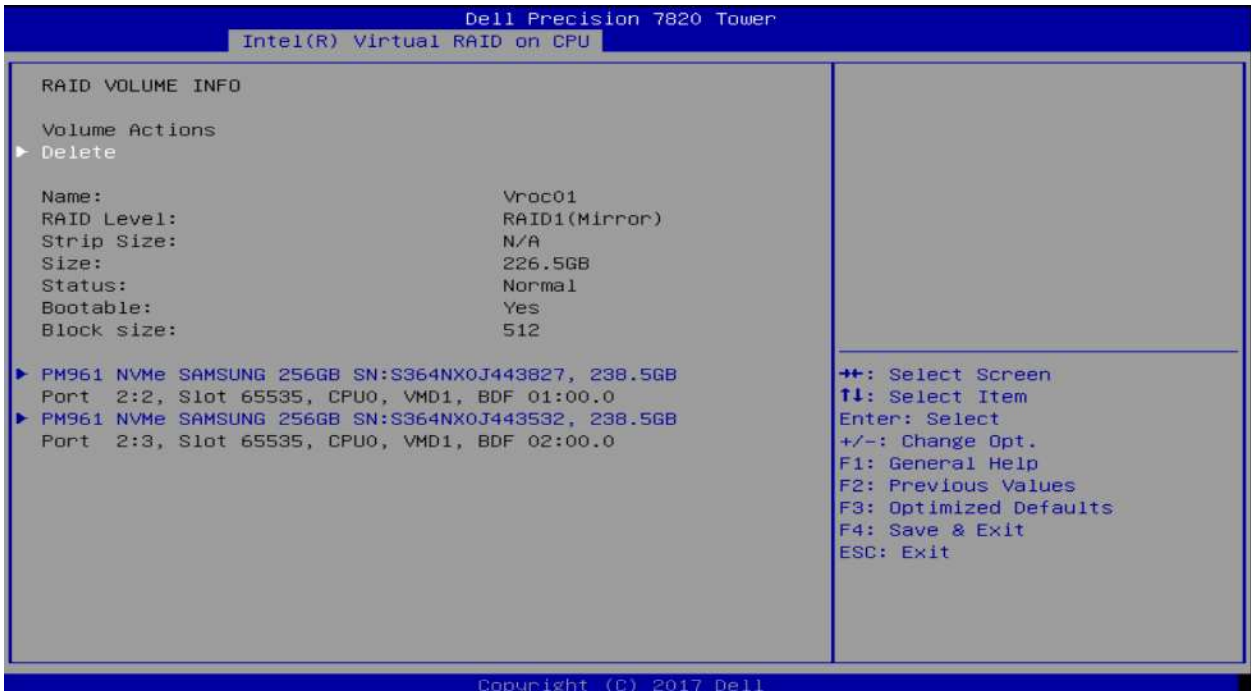 Dell Precision 7820 Tower
Intel(R) Virtual RAID on CPU
RAID VOLUME INFO
Volume Actions
▶ Delete
Name: Vroc01
RAID Level: RAID1(Mirror)
Strip Size: N/A
Size: 226.5GB
Status: Normal
Bootable: Yes
Block size: 512
▶ PM961 NVMe SAMSUNG 256GB SN:S364NX0J443827, 238.5GB
Port 2:2, Slot 65535, CPU0, VMD1, BDF 01:00.0
▶ PM961 NVMe SAMSUNG 256GB SN:S364NX0J443532, 238.5GB
Port 2:3, Slot 65535, CPU0, VMD1, BDF 02:00.0
→←: Select Screen
↑↓: Select Item
Enter: Select
+/-: Change Opt.
F1: General Help
F2: Previous Values
F3: Optimized Defaults
F4: Save & Exit
ESC: Exit
Copyright (C) 2017 Dell